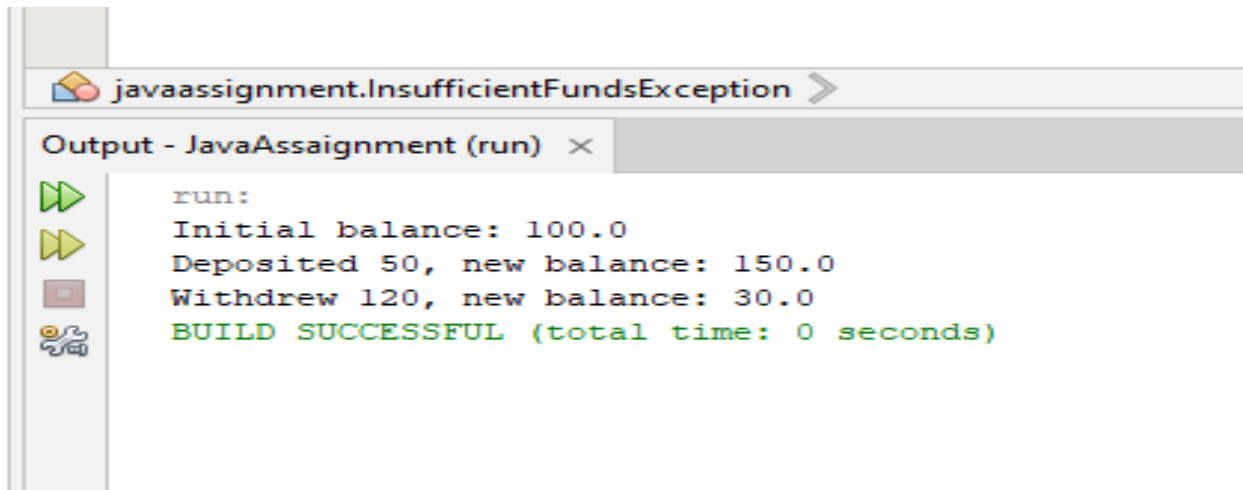 javaassignment.InsufficientFundsException
Output - JavaAssaignment (run)
run:
Initial balance: 100.0
Deposited 50, new balance: 150.0
Withdrew 120, new balance: 30.0
BUILD SUCCESSFUL (total time: 0 seconds)